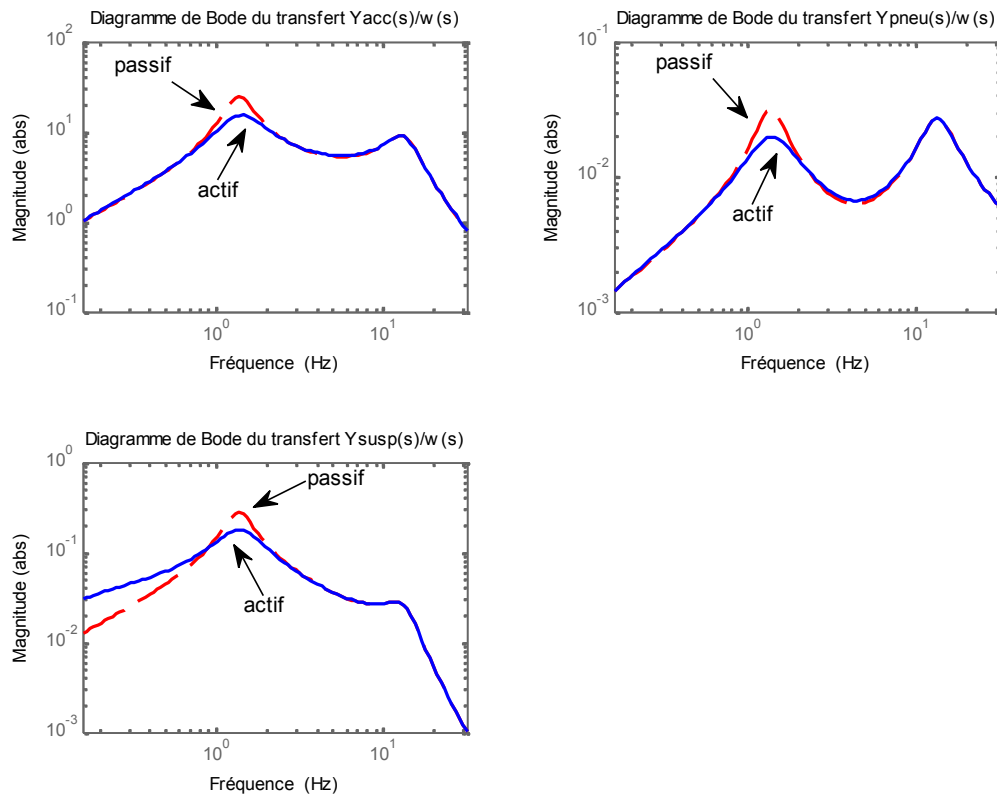 Diagramme de Bode du transfert Yacc(s)/w (s)
10^2
10^1
10^0
10^-1
Magnitude (abs)
passif
actif
10^0
10^1
Fréquence (Hz)
Diagramme de Bode du transfert Ypneu(s)/w (s)
10^-1
10^-2
10^-3
Magnitude (abs)
passif
actif
10^0
10^1
Fréquence (Hz)
Diagramme de Bode du transfert Ysusp(s)/w (s)
10^0
10^-1
10^-2
10^-3
Magnitude (abs)
passif
actif
10^0
10^1
Fréquence (Hz)